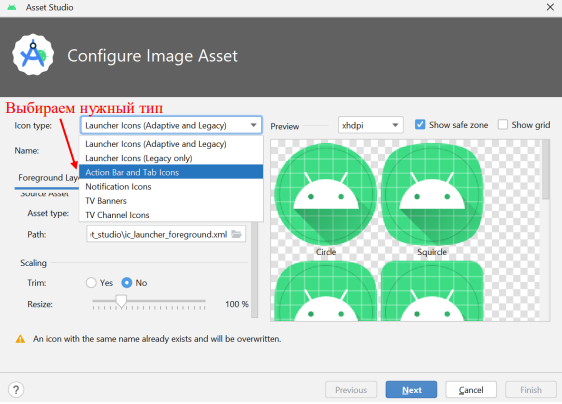 Asset Studio
Configure Image Asset
Выбираем нужный тип
Icon type:
Launcher Icons (Adaptive and Legacy)
Preview
xhdpi
Show safe zone
Show grid
Launcher Icons (Adaptive and Legacy)
Name:
Launcher Icons (Legacy only)
Action Bar and Tab Icons
Foreground Lay
Notification Icons
Source Asset
TV Banners
Asset type:
TV Channel Icons
Path:
t_studio\ic_launcher_foreground.xml
Circle
Squircle
Scaling
Trim:
Yes
No
Resize:
100 %
An icon with the same name already exists and will be overwritten.
?
Previous
Next
Cancel
Finish